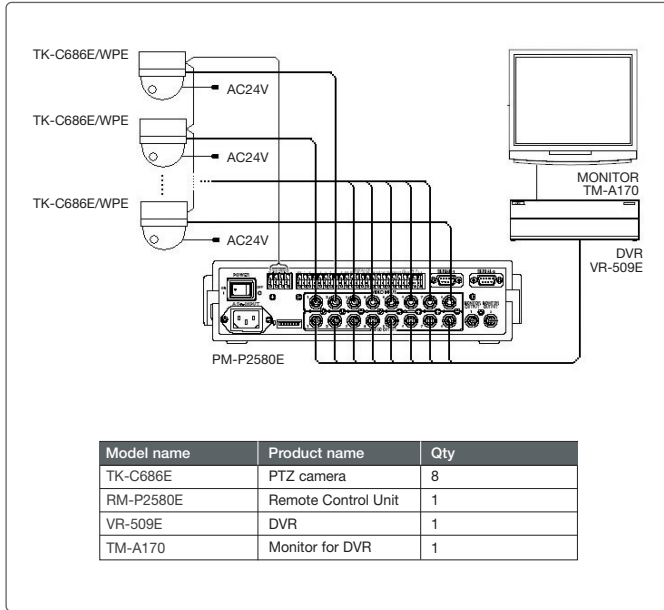 TK-C686E/WPE
AC24V
TK-C686E/WPE
AC24V
TK-C686E/WPE
AC24V
MONITOR
TM-A170
DVR
VR-509E
POWER
PM-P2580E
Model name Product name Qty
TK-C686E PTZ camera 8
RM-P2580E Remote Control Unit 1
VR-509E DVR 1
TM-A170 Monitor for DVR 1